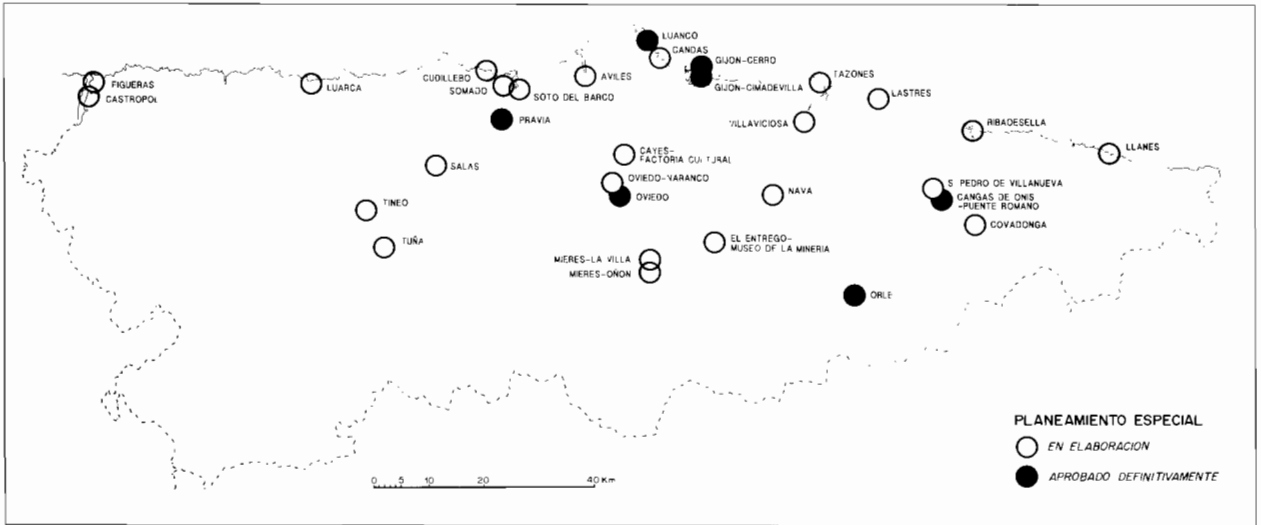 LUANCO
CANDAS
GIJON-CERRO
GIJON-CIMADEVILLA
CUDILLERO
SOMADO
SOTO DEL BARCO
AVILES
TAZONES
LASTRES
FIGUERAS
CASTROPOL
LUARCA
PRAVIA
VILLAVICIOSA
RIBADESELLA
LLANES
SALAS
CAYES-
FACTORIA CULTURAL
OVIEDO-NARANCO
OVIEDO
NAVA
S PEDRO DE VILLANUEVA
CANGAS DE ONIS
-PUENTE ROMANO
COVADONGA
TINEO
TUÑA
EL ENTREGO-
MUSEO DE LA MINERIA
MIERES-LA VILLA
MIERES-OÑON
ORLE
PLANEAMIENTO ESPECIAL
EN ELABORACION
APROBADO DEFINITIVAMENTE
0 5 10 20 40 Km